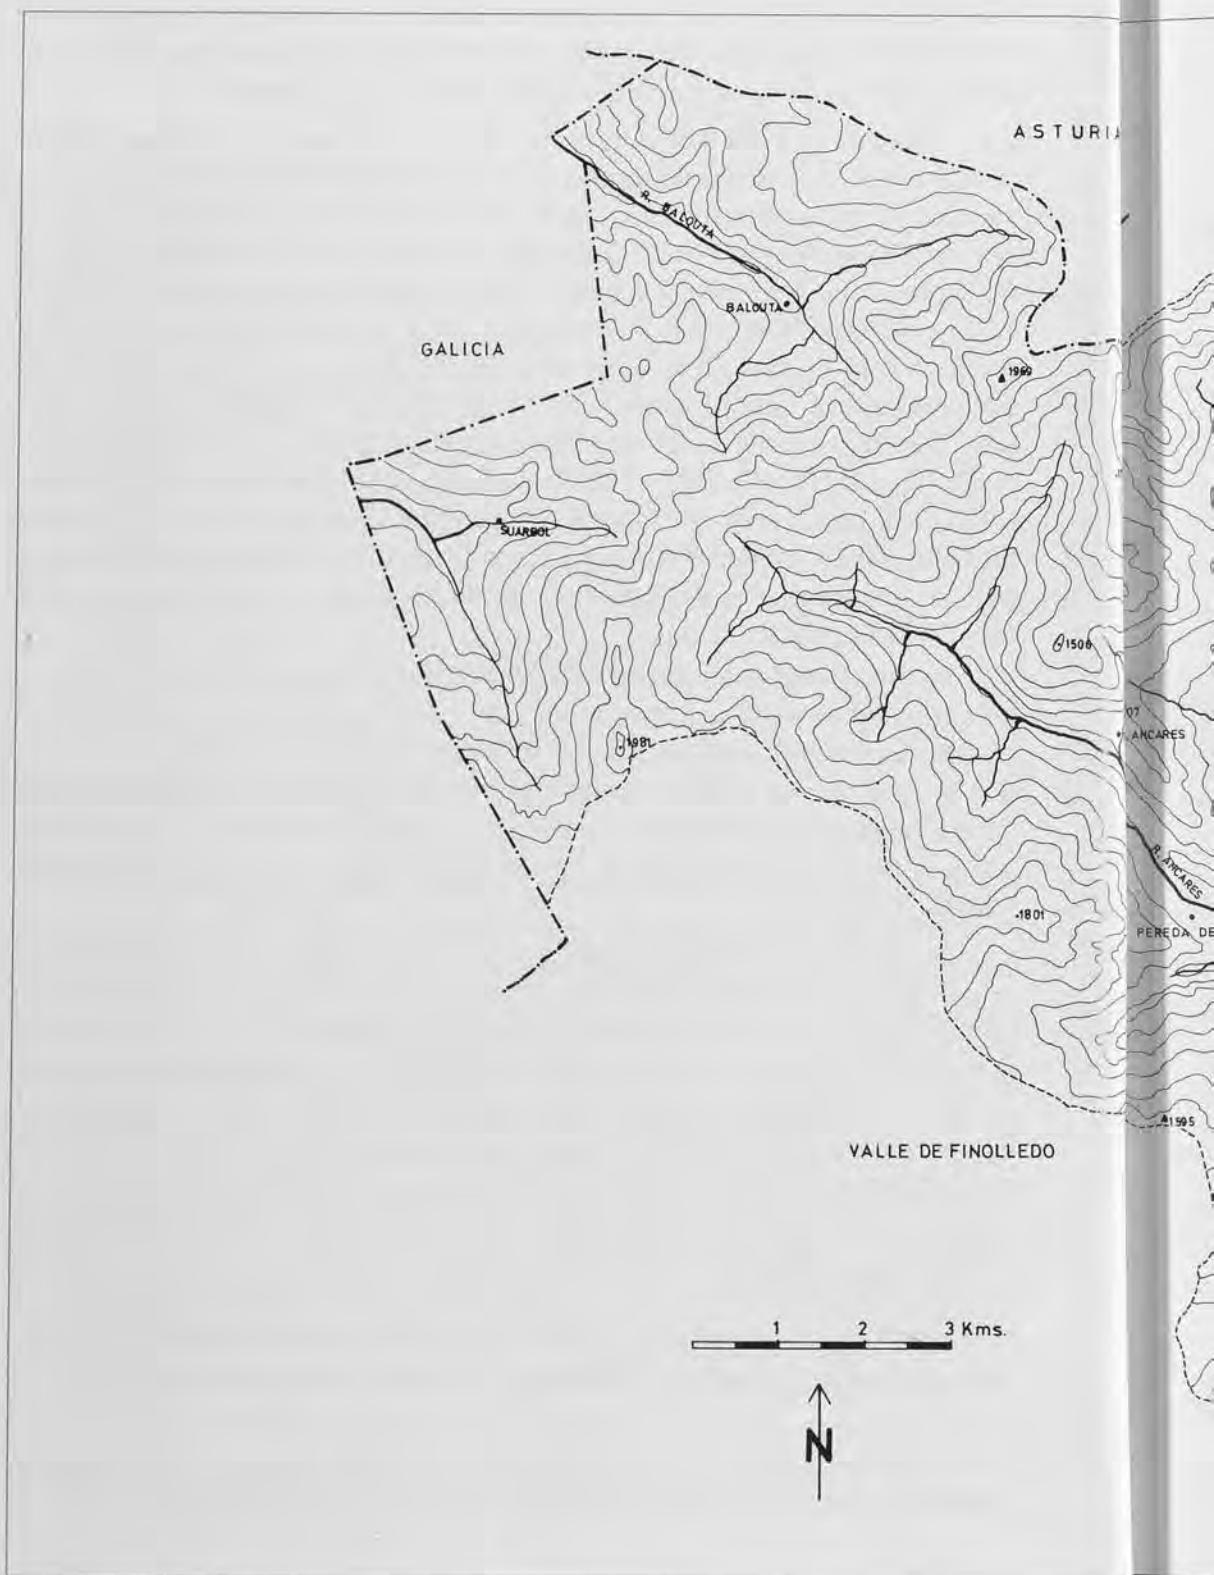 ASTURI
R. BALOUTA
BALOUTA
GALICIA
1969
SUARBOL
1506
07
ANCARES
1981
R. ANCARES
1801
PEREDA DE
1595
VALLE DE FINOLLEDO
1 2 3 Kms.
N